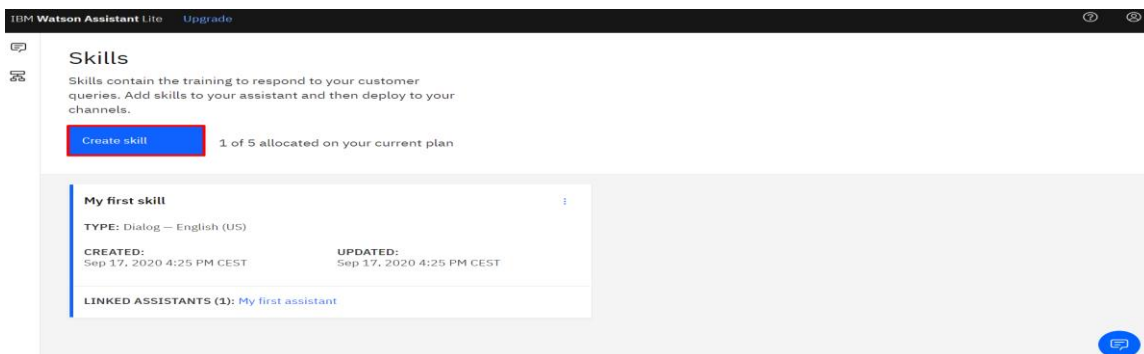 IBM Watson Assistant Lite Upgrade
Skills
Skills contain the training to respond to your customer
queries. Add skills to your assistant and then deploy to your
channels.
Create skill 1 of 5 allocated on your current plan
My first skill
TYPE: Dialog — English (US)
CREATED: UPDATED:
Sep 17, 2020 4:25 PM CEST Sep 17, 2020 4:25 PM CEST
LINKED ASSISTANTS (1): My first assistant